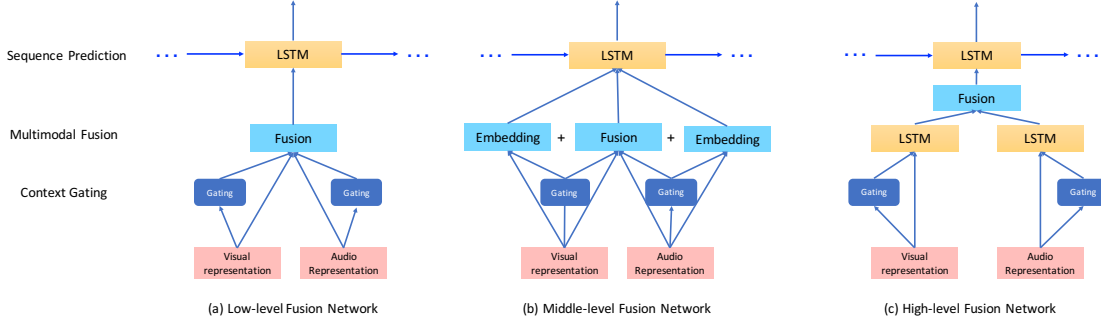 Sequence Prediction
... LSTM ...
... LSTM ...
... LSTM ...
Fusion
Multimodal Fusion
Fusion
Embedding + Fusion + Embedding
LSTM LSTM
Context Gating
Gating Gating
Gating Gating
Gating Gating
Visual
representation
Audio
Representation
Visual
representation
Audio
Representation
Visual
representation
Audio
Representation
(a) Low-level Fusion Network
(b) Middle-level Fusion Network
(c) High-level Fusion Network